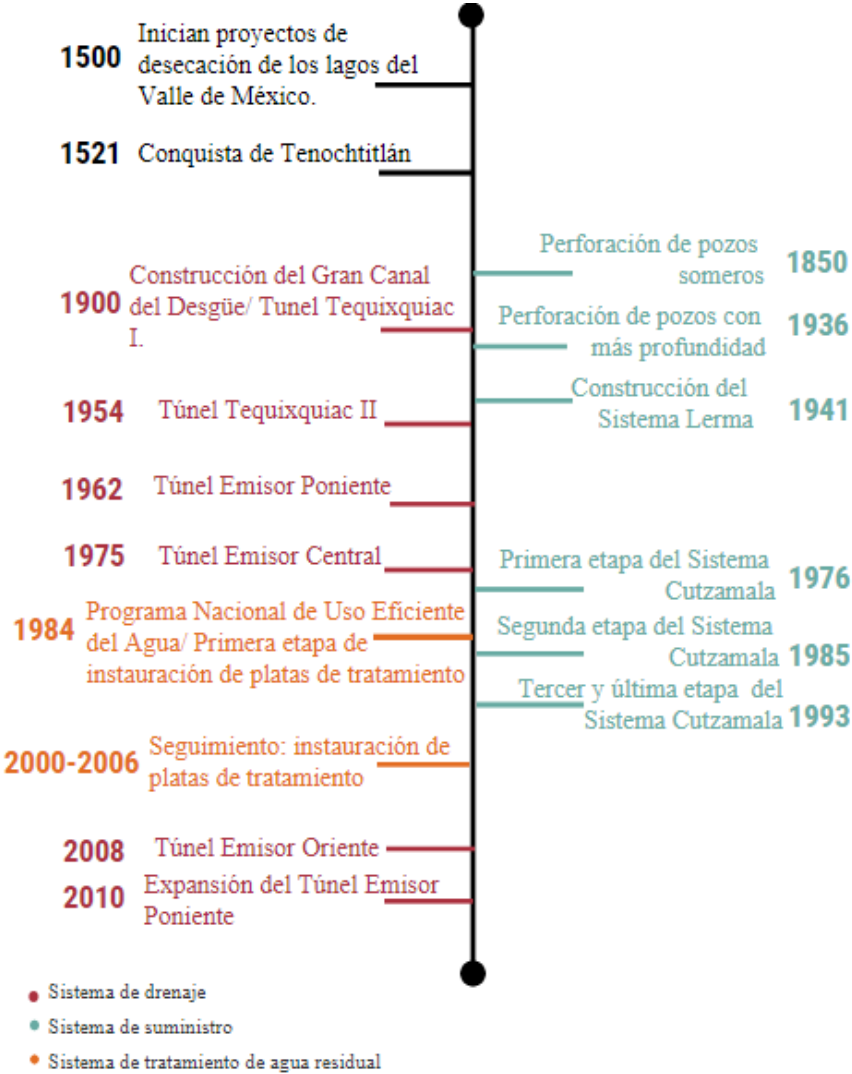 1500 Inician proyectos de
desecación de los lagos del
Valle de México.
1521 Conquista de Tenochtitlán
Perforación de pozos
someros 1850
1900 Construcción del Gran Canal
del Desgüe/ Tunel Tequixquiac
I.
Perforación de pozos con
más profundidad 1936
Construcción del
Sistema Lerma 1941
1954 Túnel Tequixquiac II
1962 Túnel Emisor Poniente
1975 Túnel Emisor Central
Primera etapa del Sistema
Cutzamala 1976
1984 Programa Nacional de Uso Eficiente
del Agua/ Primera etapa de
instauración de platas de tratamiento
Segunda etapa del Sistema
Cutzamala 1985
Tercer y última etapa del
Sistema Cutzamala 1993
2000-2006 Seguimiento: instauración de
platas de tratamiento
2008 Túnel Emisor Oriente
2010 Expansión del Túnel Emisor
Poniente
Sistema de drenaje
Sistema de suministro
Sistema de tratamiento de agua residual